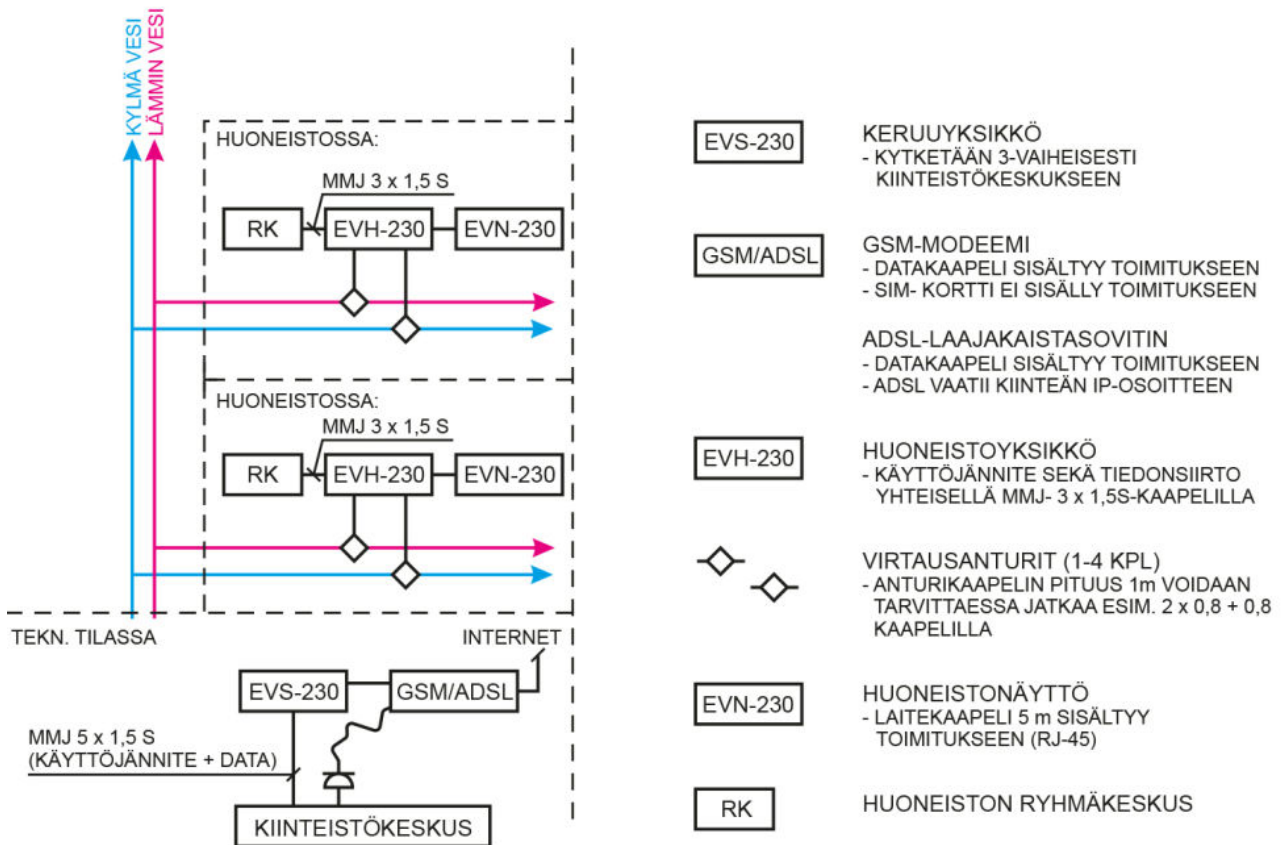 KYLMÄ VESI
LÄMMIN VESI
HUONEISTOSSA:
MMJ 3 x 1,5 S
RK
EVH-230
EVN-230
HUONEISTOSSA:
MMJ 3 x 1,5 S
RK
EVH-230
EVN-230
TEKN. TILASSA
INTERNET
EVS-230
GSM/ADSL
MMJ 5 x 1,5 S
(KÄYTTÖJÄNNITE + DATA)
KIINTEISTÖKESKUS
EVS-230
KERUUYKSIKKÖ
- KYTKETÄÄN 3-VAIHEISESTI
KIINTEISTÖKESKUKSEEN
GSM/ADSL
GSM-MODEEMI
- DATAKAAPELI SISÄLTYY TOIMITUKSEEN
- SIM- KORTTI EI SISÄLLY TOIMITUKSEEN
ADSL-LAAJAKAISTASOVITIN
- DATAKAAPELI SISÄLTYY TOIMITUKSEEN
- ADSL VAATII KIINTEÄN IP-OSOITTEEN
EVH-230
HUONEISTOYKSIKKÖ
- KÄYTTÖJÄNNITE SEKÄ TIEDONSIIRTO
YHTEISELLÄ MMJ- 3 x 1,5S-KAAPELILLA
VIRTAUSANTURIT (1-4 KPL)
- ANTURIKAAPELIN PITUUS 1m VOIDAAN
TARVITTAESSA JATKAA ESIM. 2 x 0,8 + 0,8
KAAPELILLA
EVN-230
HUONEISTONÄYTTÖ
- LAITEKAAPELI 5 m SISÄLTYY
TOIMITUKSEEN (RJ-45)
RK
HUONEISTON RYHMÄKESKUS